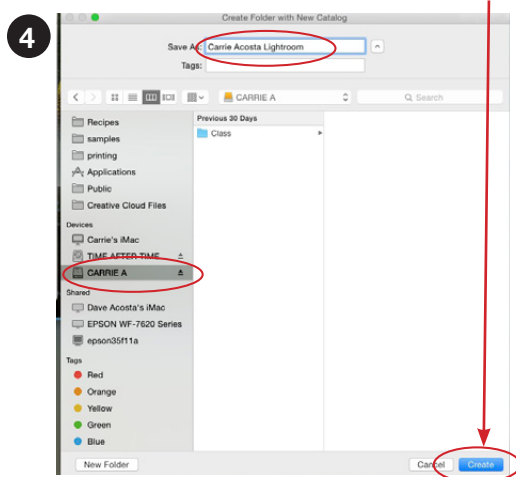 4
Create Folder with New Catalog
Save As: Carrie Acosta Lightroom
Tags:
CARRIE A
Search
Recipes
samples
printing
Applications
Public
Creative Cloud Files
Devices
Carrie's iMac
TIME AFTER TIME
CARRIE A
Shared
Dave Acosta's iMac
EPSON WF-7620 Series
epson35f11a
Tags
Red
Orange
Yellow
Green
Blue
Previous 30 Days
Class
New Folder
Cancel
Create